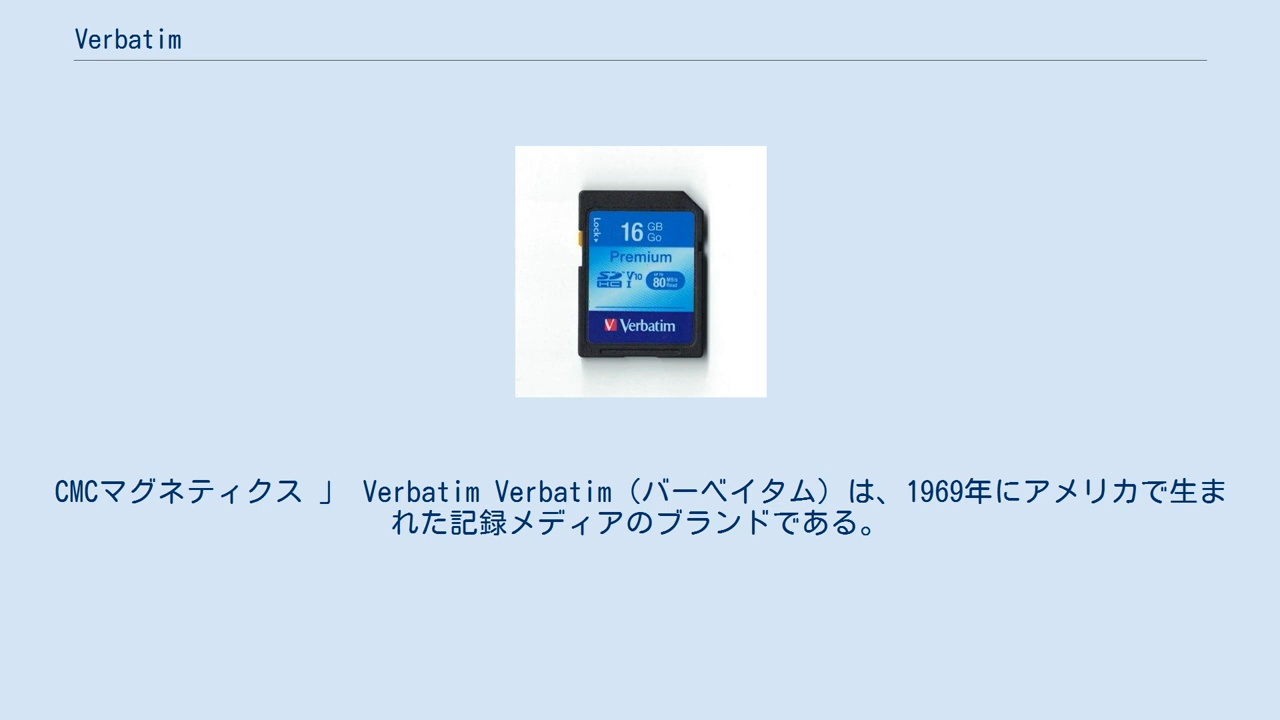 Verbatim
Lock
16 GB Go
Premium
SDHC I V10 80 MB/s Read
Verbatim
CMCマグネティクス 」 Verbatim Verbatim（バーベイタム）は、1969年にアメリカで生ま
れた記録メディアのブランドである。